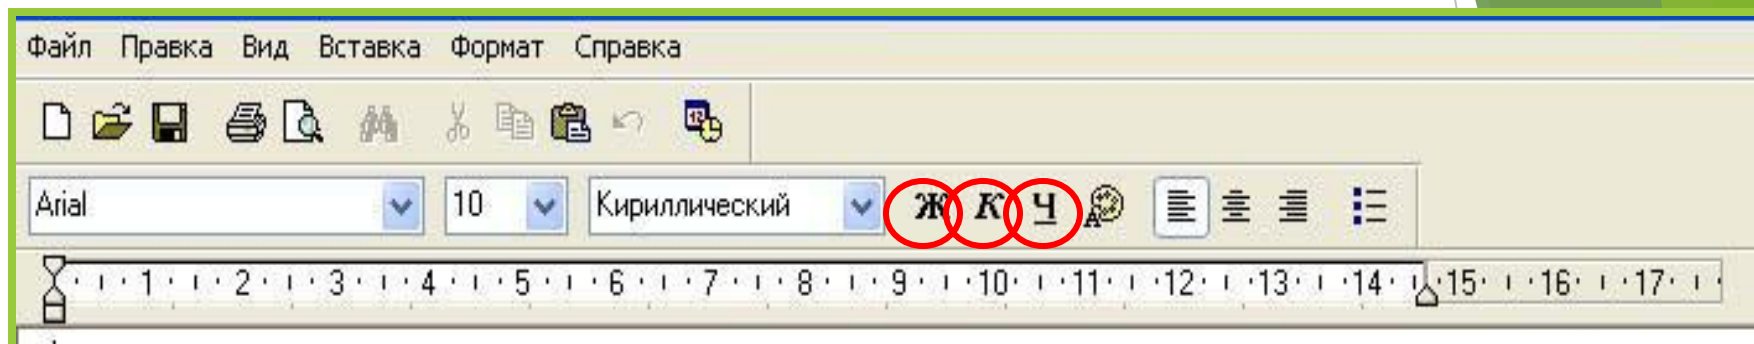 Файл Правка Вид Вставка Формат Справка
12
Arial 10 Кириллический Ж К Ч А
1 2 3 4 5 6 7 8 9 10 11 12 13 14 15 16 17